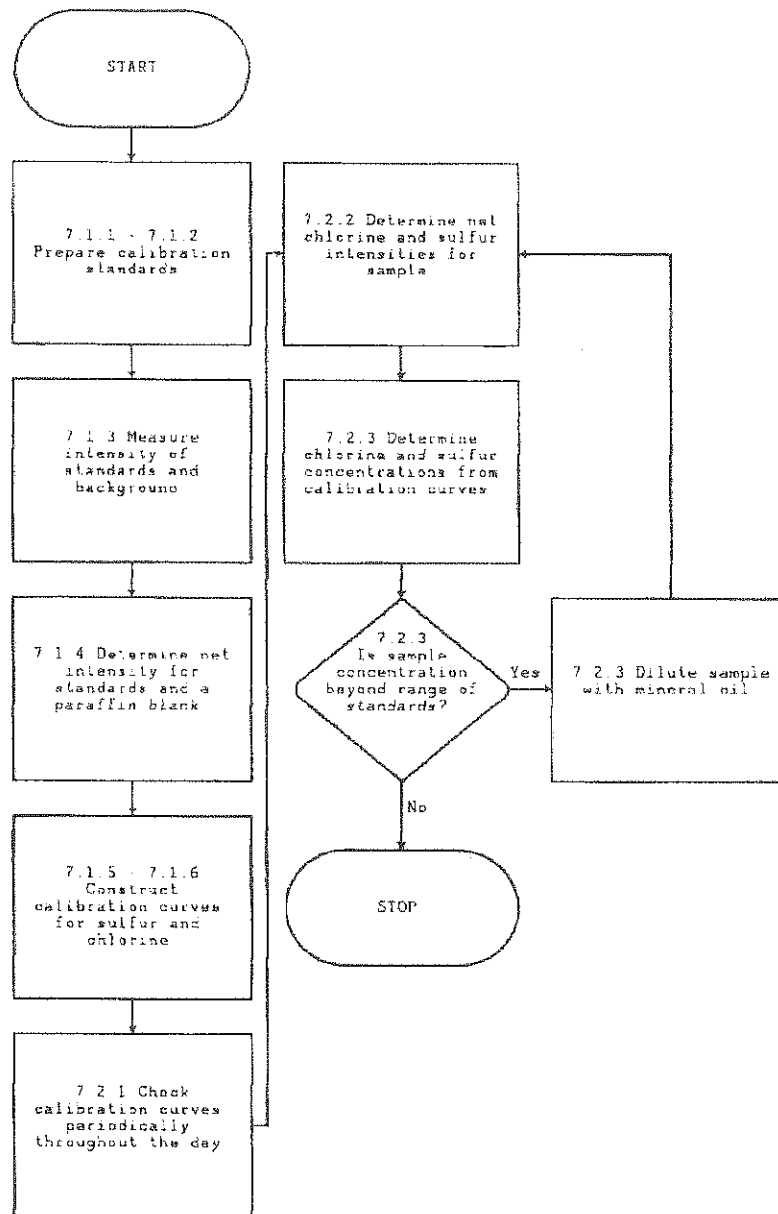 START
7.1.1 - 7.1.2
Prepare calibration
standards
7.1.3 Measure
intensity of
standards and
background
7.1.4 Determine net
intensity for
standards and a
paraffin blank
7.1.5 - 7.1.6
Construct
calibration curves
for sulfur and
chlorine
7.2.1 Check
calibration curves
periodically
throughout the day
7.2.2 Determine net
chlorine and sulfur
intensities for
sample
7.2.3 Determine
chlorine and sulfur
concentrations from
calibration curves
7.2.3
Is sample
concentration
beyond range of
standards?
Yes
7.2.3 Dilute sample
with mineral oil
No
STOP